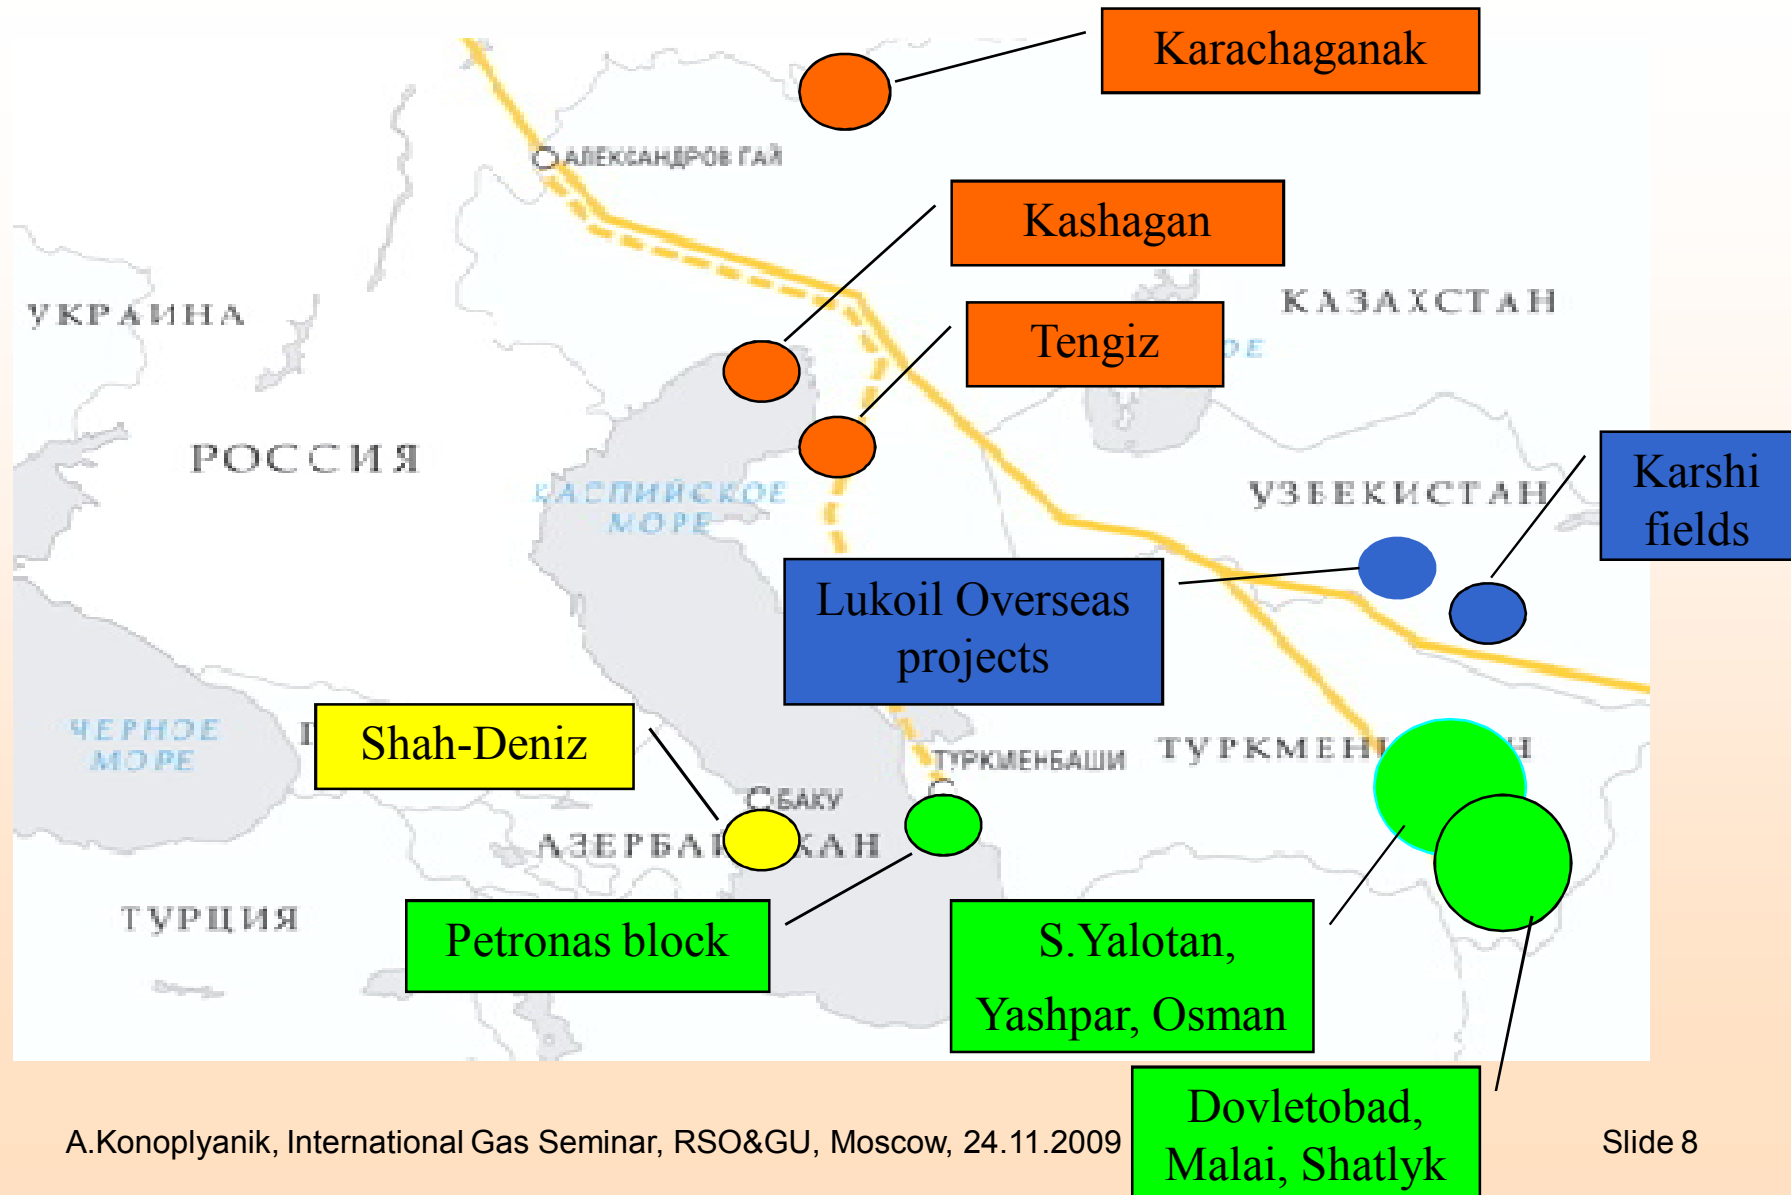 Karachaganak
АЛЕКСАНДРОВ ГАЙ
Kashagan
УКРАИНА
КАЗАХСТАН
Tengiz
РОССИЯ
КАСПИЙСКОЕ
МОРЕ
УЗБЕКИСТАН
Karshi
fields
Lukoil Overseas
projects
ЧЕРНОЕ
МОРЕ
Shah-Deniz
ТУРКМЕНБАШИ
БАКУ
ТУРЦИЯ
Petronas block
S.Yalotan,
Yashpar, Osman
Dovletobad,
Malai, Shatlyk
A.Konoplyanik, International Gas Seminar, RSO&GU, Moscow, 24.11.2009
Slide 8